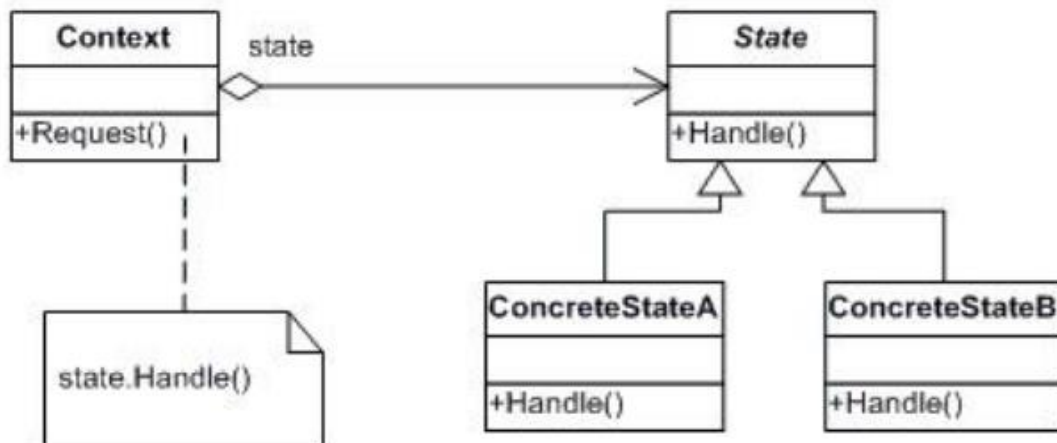 Context
state
State
+Request()
+Handle()
ConcreteStateA
ConcreteStateB
state.Handle()
+Handle()
+Handle()